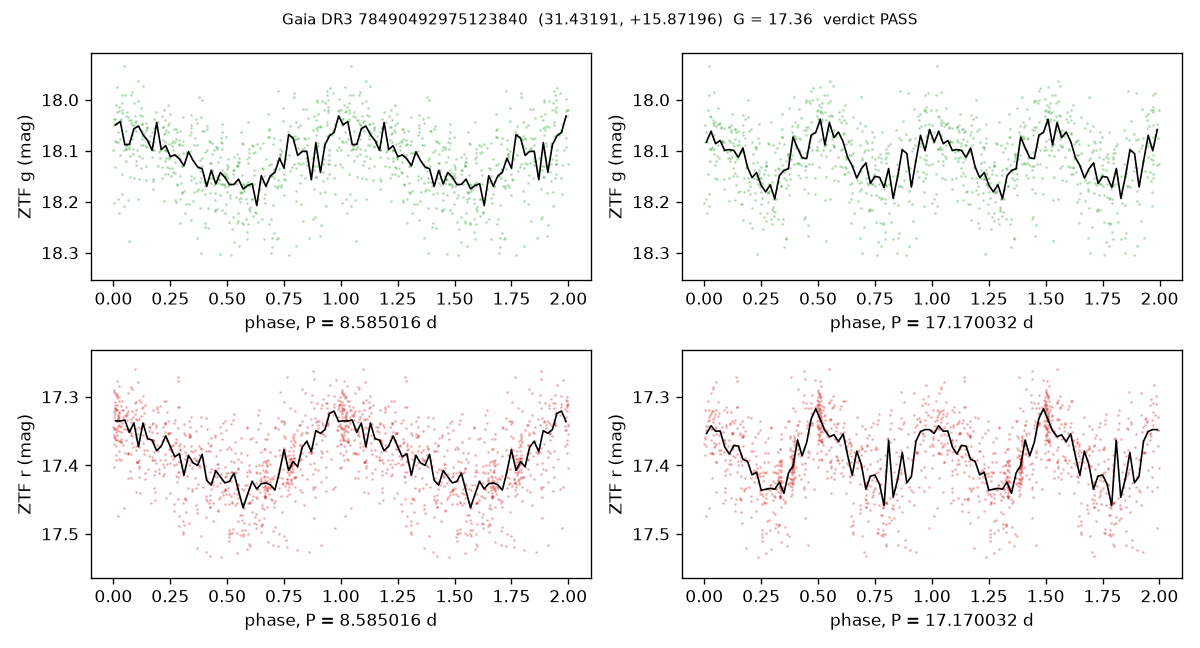 Gaia DR3 78490492975123840 (31.43191, +15.87196) G = 17.36 verdict PASS
ZTF g (mag)
18.0
18.1
18.2
18.3
0.00 0.25 0.50 0.75 1.00 1.25 1.50 1.75 2.00
phase, P = 8.585016 d
ZTF g (mag)
18.0
18.1
18.2
18.3
0.00 0.25 0.50 0.75 1.00 1.25 1.50 1.75 2.00
phase, P = 17.170032 d
ZTF r (mag)
17.3
17.4
17.5
0.00 0.25 0.50 0.75 1.00 1.25 1.50 1.75 2.00
phase, P = 8.585016 d
ZTF r (mag)
17.3
17.4
17.5
0.00 0.25 0.50 0.75 1.00 1.25 1.50 1.75 2.00
phase, P = 17.170032 d